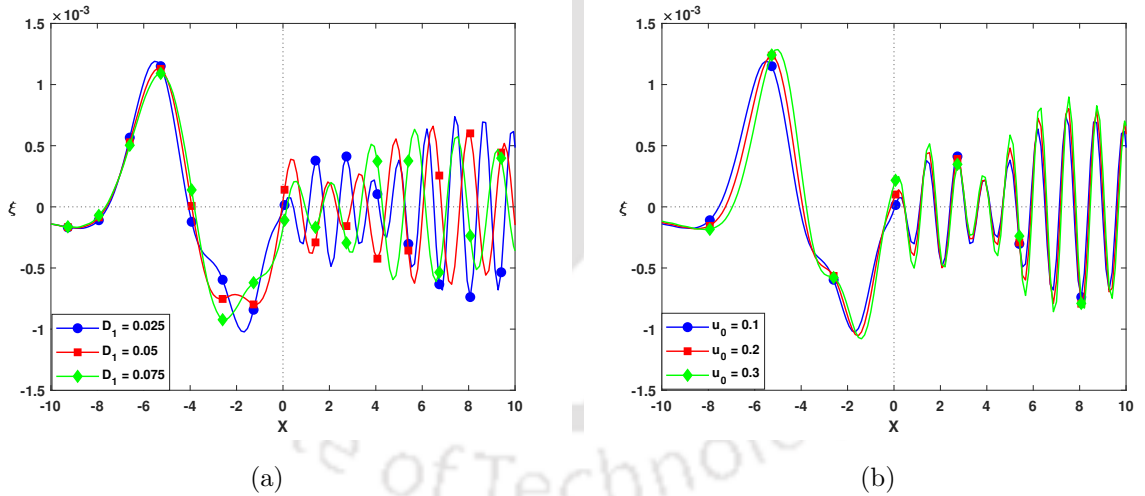 ×10⁻³
1.5
1
0.5
ξ 0
-0.5
-1
-1.5
D₁ = 0.025
D₁ = 0.05
D₁ = 0.075
-10 -8 -6 -4 -2 0 2 4 6 8 10
X
(a)
×10⁻³
1.5
1
0.5
ξ 0
-0.5
-1
-1.5
u₀ = 0.1
u₀ = 0.2
u₀ = 0.3
-10 -8 -6 -4 -2 0 2 4 6 8 10
X
(b)
of Techno